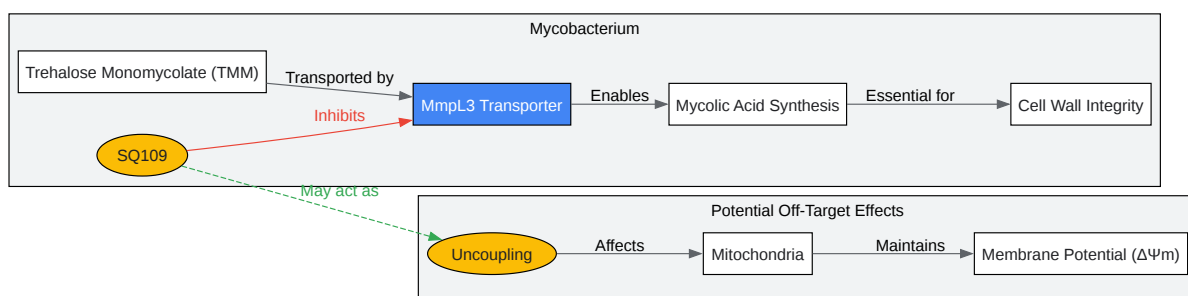 Mycobacterium
Trehalose Monomycolate (TMM)
Transported by
MmpL3 Transporter
Enables
Mycolic Acid Synthesis
Essential for
Cell Wall Integrity
Inhibits
SQ109
May act as
Potential Off-Target Effects
Uncoupling
Affects
Mitochondria
Maintains
Membrane Potential (ΔΨm)